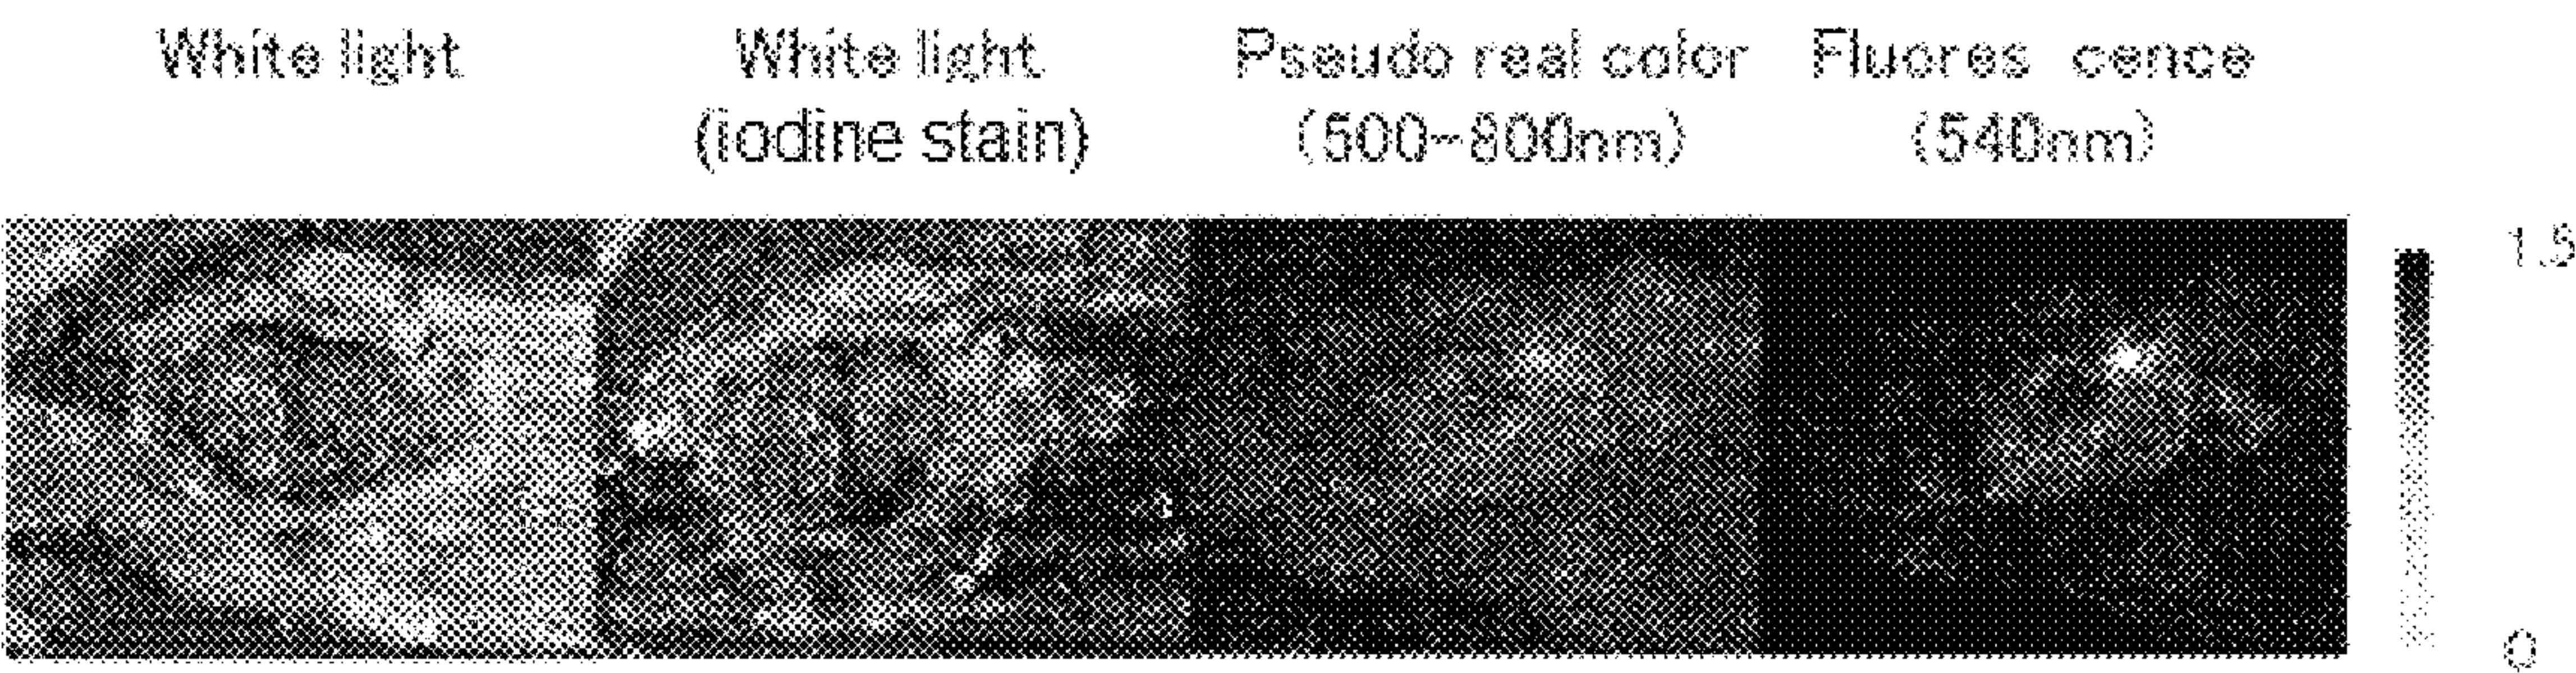 White light
White light
(iodine stain)
Pseudo real color
(500~800nm)
Fluores cence
(540nm)
1.5
0